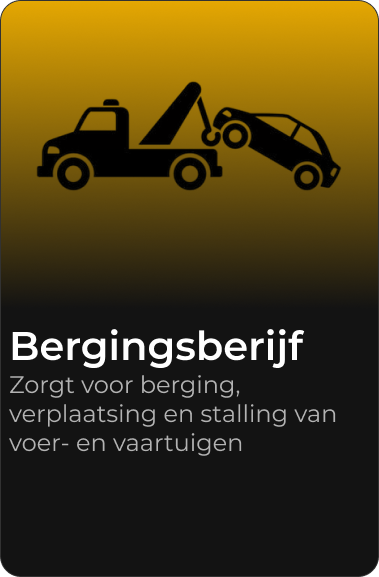 Bergingsberijf
Zorgt voor berging,
verplaatsing en stalling van
voer- en vaartuigen